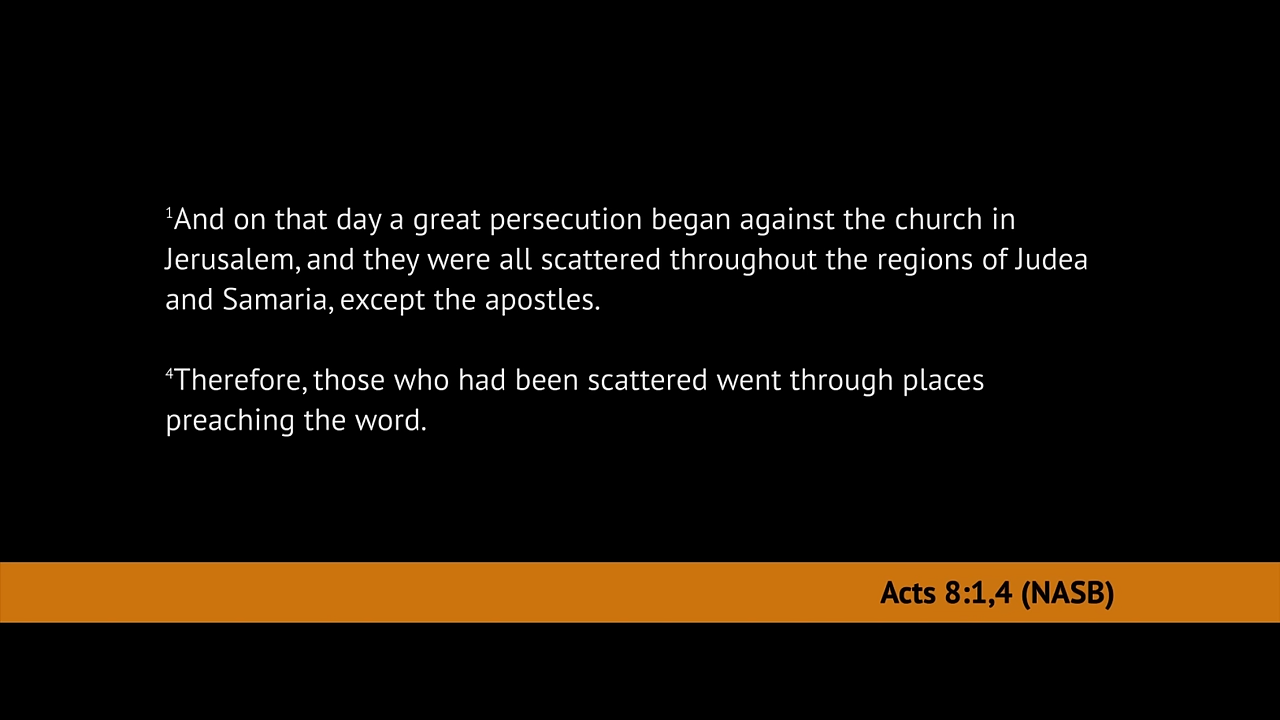 ¹And on that day a great persecution began against the church in
Jerusalem, and they were all scattered throughout the regions of Judea
and Samaria, except the apostles.
⁴Therefore, those who had been scattered went through places
preaching the word.
Acts 8:1,4 (NASB)